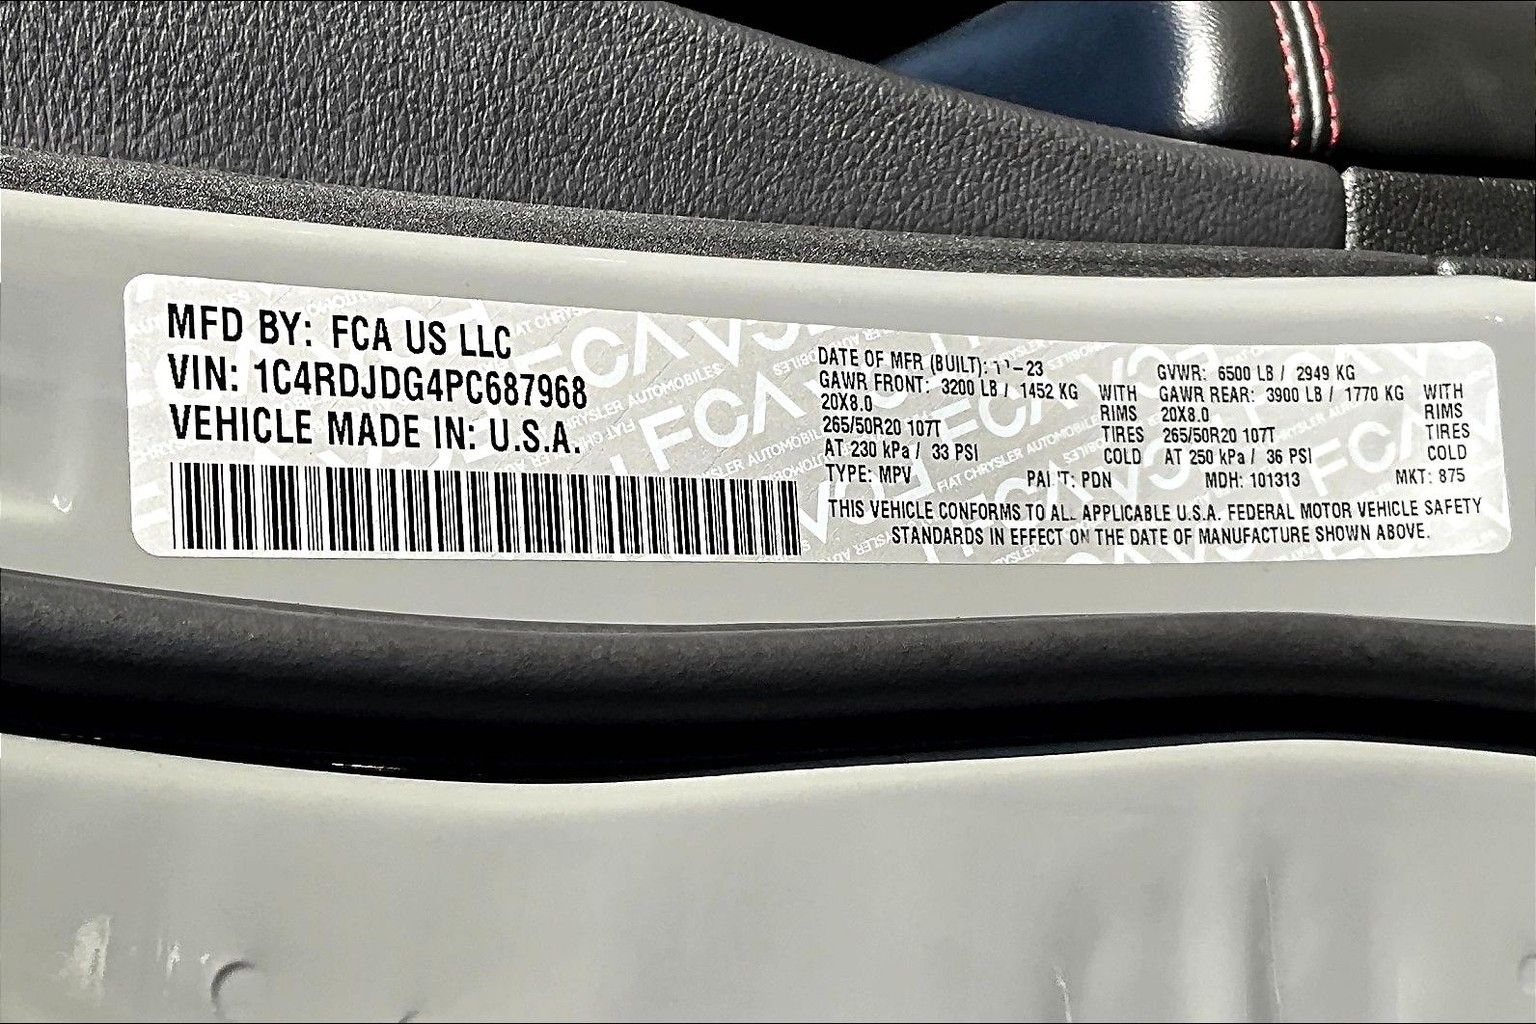 MFD BY: FCA US LLC
VIN: 1C4RDJDG4PC687968
VEHICLE MADE IN: U.S.A.
DATE OF MFR (BUILT): 11-23
GAWR FRONT: 3200 LB / 1452 KG WITH
20X8.0 RIMS
265/50R20 107T TIRES
AT 230 kPa / 33 PSI COLD
GVWR: 6500 LB / 2949 KG
GAWR REAR: 3900 LB / 1770 KG WITH
20X8.0 RIMS
265/50R20 107T TIRES
AT 250 kPa / 36 PSI COLD
TYPE: MPV PAINT: PDN MDH: 101313 MKT: 875
THIS VEHICLE CONFORMS TO ALL APPLICABLE U.S.A. FEDERAL MOTOR VEHICLE SAFETY
STANDARDS IN EFFECT ON THE DATE OF MANUFACTURE SHOWN ABOVE.